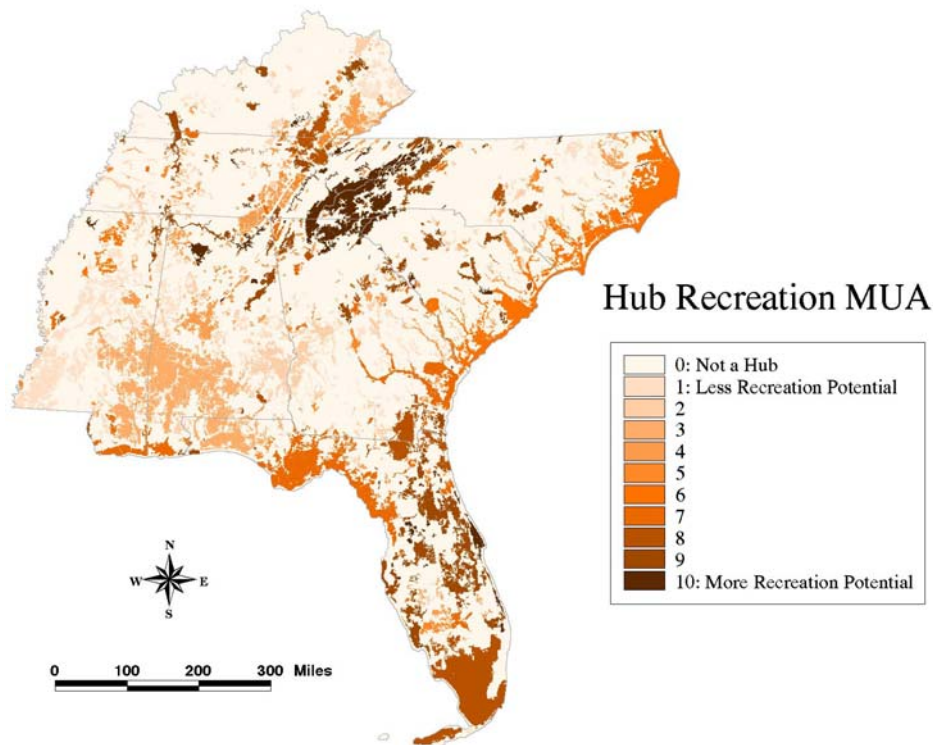 Hub Recreation MUA
0: Not a Hub
1: Less Recreation Potential
2
3
4
5
6
7
8
9
10: More Recreation Potential
N
W E
S
0 100 200 300 Miles